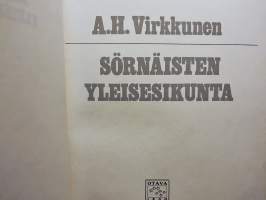 A.H. Virkkunen
SÖRNÄISTEN
YLEISESIKUNTA
OTAVA